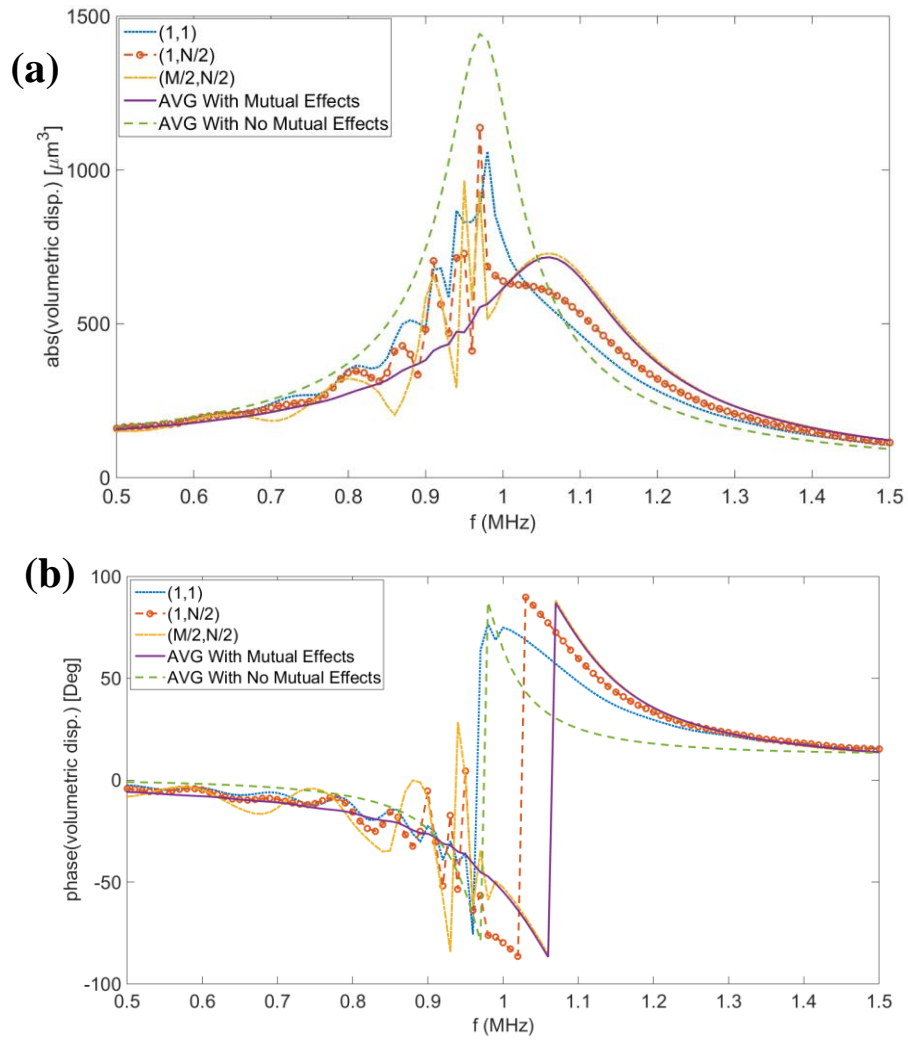 (a)
1500
1000
500
0
abs(volumetric disp.) [μm³]
(1,1)
(1,N/2)
(M/2,N/2)
AVG With Mutual Effects
AVG With No Mutual Effects
0.5 0.6 0.7 0.8 0.9 1 1.1 1.2 1.3 1.4 1.5
f (MHz)
(b)
100
50
0
-50
-100
phase(volumetric disp.) [Deg]
(1,1)
(1,N/2)
(M/2,N/2)
AVG With Mutual Effects
AVG With No Mutual Effects
0.5 0.6 0.7 0.8 0.9 1 1.1 1.2 1.3 1.4 1.5
f (MHz)